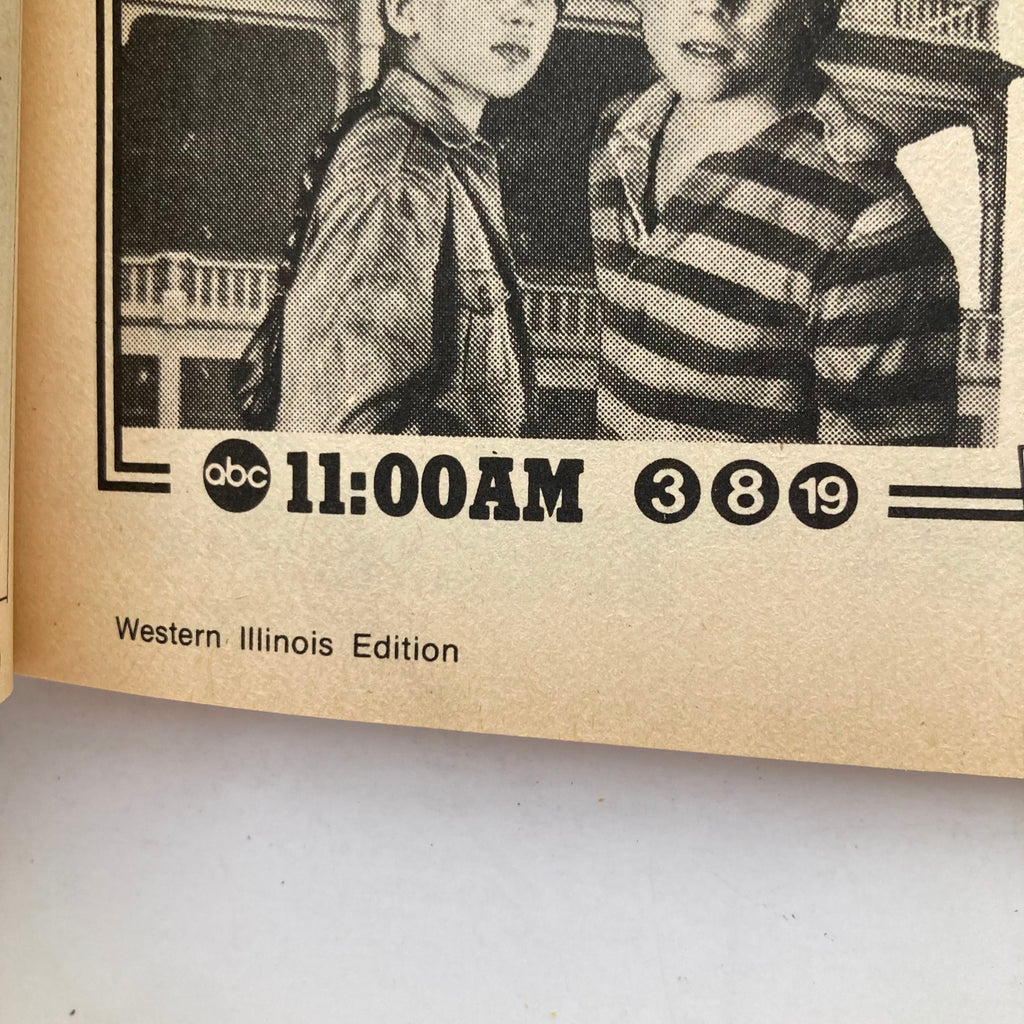 abc 11:00AM 3 8 19
Western Illinois Edition